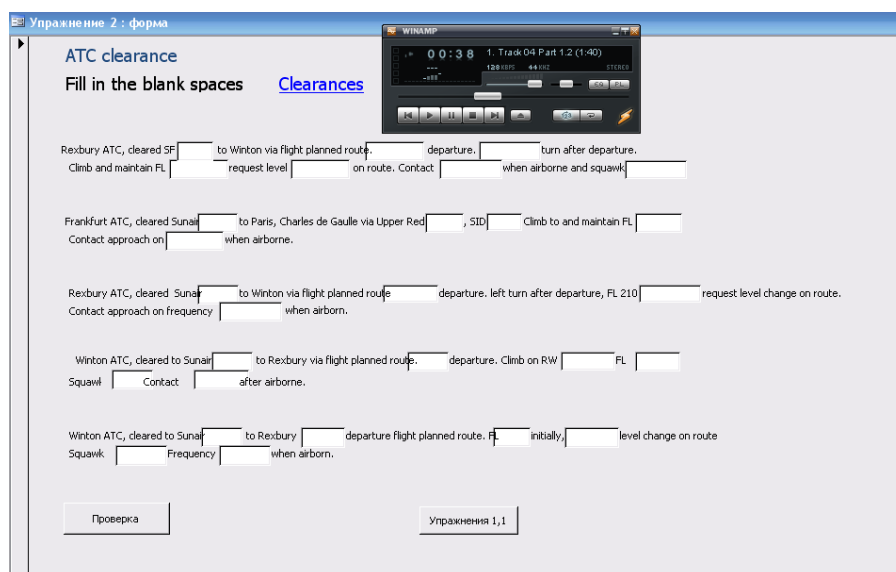 Упражнение 2 : форма
WINAMP
00:38 1. Track 04 Part 1.2 (1:40)
128 KBPS 44 KHZ STEREO
EQ PL
ATC clearance
Fill in the blank spaces Clearances
Rexbury ATC, cleared SF to Winton via flight planned route. departure. turn after departure.
Climb and maintain FL request level on route. Contact when airborne and squawk
Frankfurt ATC, cleared Sunair to Paris, Charles de Gaulle via Upper Red , SID Climb to and maintain FL
Contact approach on when airborne.
Rexbury ATC, cleared Sunair to Winton via flight planned route departure. left turn after departure, FL 210 request level change on route.
Contact approach on frequency when airborn.
Winton ATC, cleared to Sunair to Rexbury via flight planned route. departure. Climb on RW FL
Squawk Contact after airborne.
Winton ATC, cleared to Sunair to Rexbury departure flight planned route. FL initially, level change on route
Squawk Frequency when airborn.
Проверка Упражнения 1,1